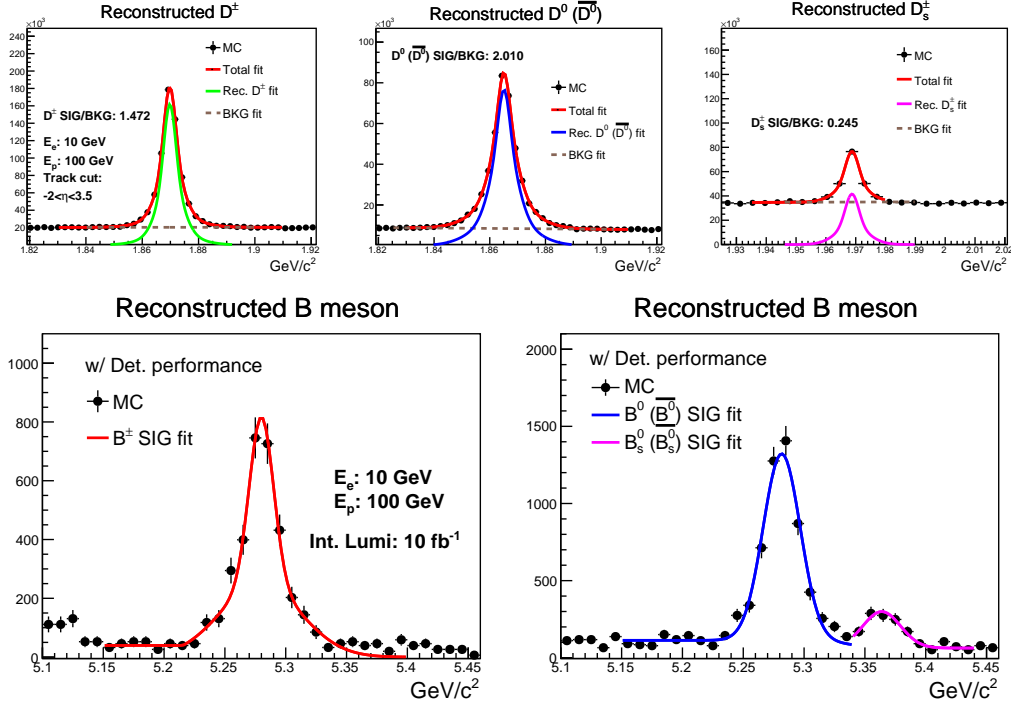 Reconstructed D±
×10³
240
220
200
180
160
140
120
100
80
60
40
20
0
MC
Total fit
Rec. D± fit
BKG fit
D± SIG/BKG: 1.472
Eₑ: 10 GeV
Eₚ: 100 GeV
Track cut:
-2<η<3.5
1.82 1.84 1.86 1.88 1.9 1.92
GeV/c²
Reconstructed D⁰ (D̅⁰)
×10³
100
80
60
40
20
0
D⁰ (D̅⁰) SIG/BKG: 2.010
MC
Total fit
Rec. D⁰ (D̅⁰) fit
BKG fit
1.82 1.84 1.86 1.88 1.9 1.92
GeV/c²
Reconstructed Dₛ±
×10³
160
140
120
100
80
60
40
20
0
MC
Total fit
Rec. Dₛ± fit
BKG fit
Dₛ± SIG/BKG: 0.245
1.93 1.94 1.95 1.96 1.97 1.98 1.99 2 2.01 2.02
GeV/c²
Reconstructed B meson
1000
800
600
400
200
0
w/ Det. performance
MC
B± SIG fit
Eₑ: 10 GeV
Eₚ: 100 GeV
Int. Lumi: 10 fb⁻¹
5.1 5.15 5.2 5.25 5.3 5.35 5.4 5.45
GeV/c²
Reconstructed B meson
2000
1500
1000
500
0
w/ Det. performance
MC
B⁰ (B̅⁰) SIG fit
Bₛ⁰ (B̅ₛ⁰) SIG fit
5.1 5.15 5.2 5.25 5.3 5.35 5.4 5.45
GeV/c²